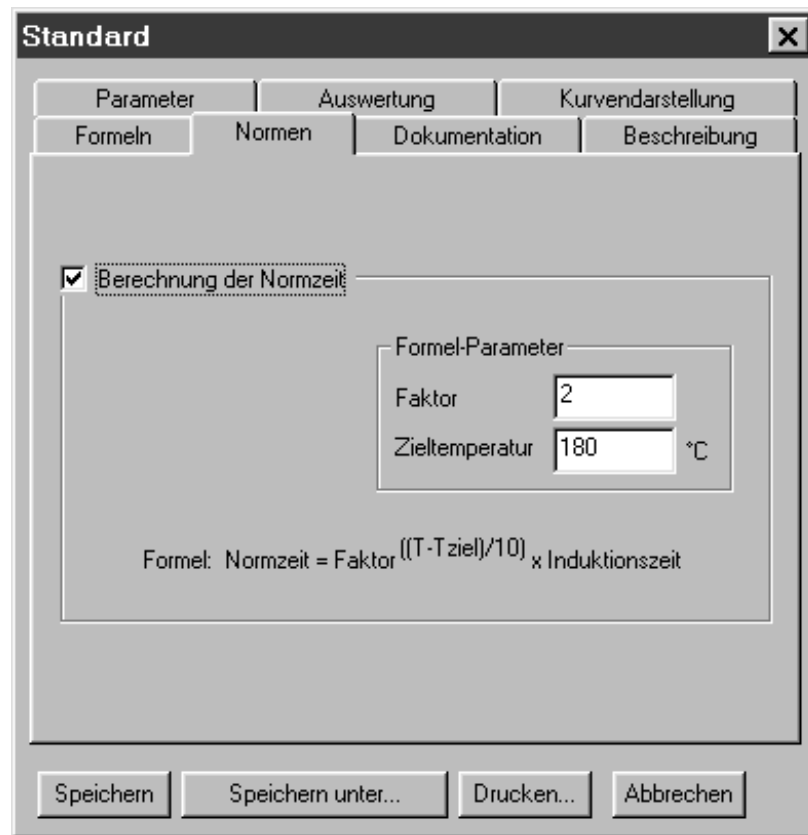 Standard
Parameter Auswertung Kurvendarstellung
Formeln Normen Dokumentation Beschreibung
Berechnung der Normzeit
Formel-Parameter
Faktor 2
Zieltemperatur 180 °C
Formel: Normzeit = Faktor ((T-Tziel)/10) x Induktionszeit
Speichern Speichern unter... Drucken... Abbrechen